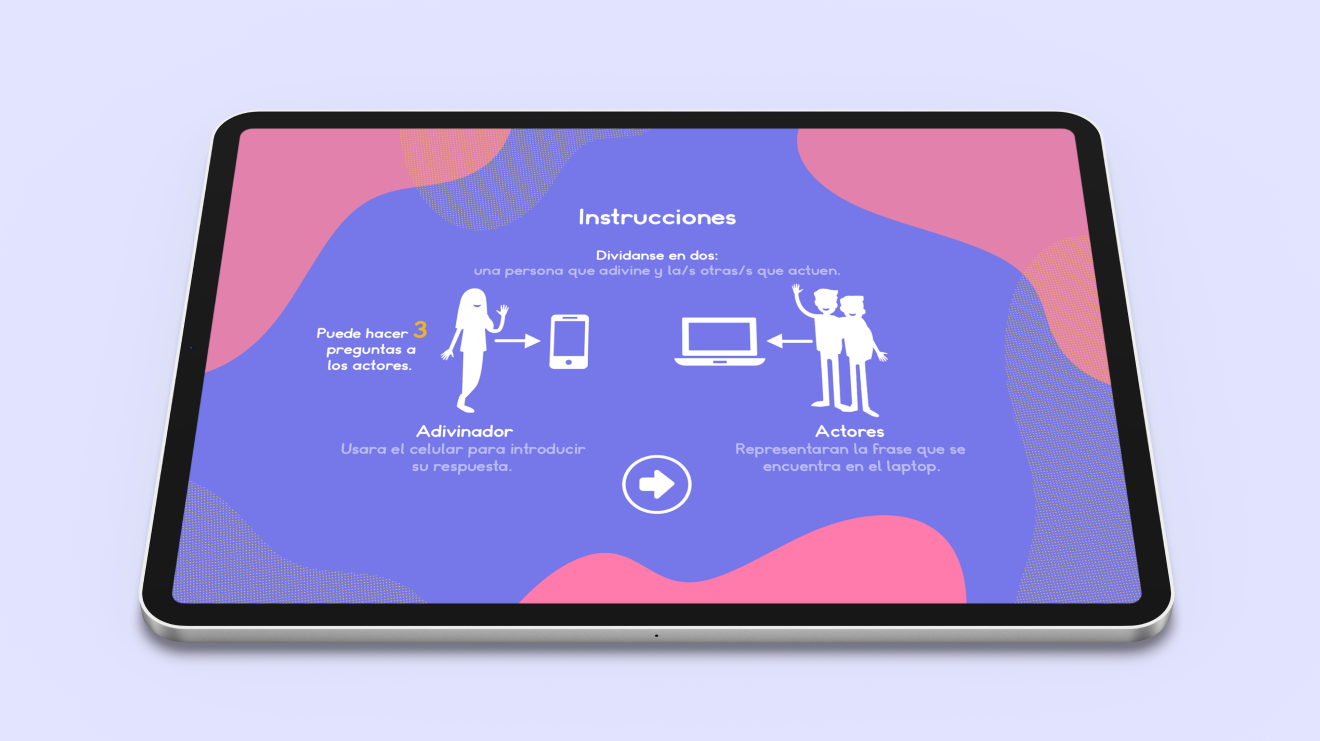 Instrucciones
Dividanse en dos:
una persona que adivine y la/s otras/s que actuen.
Puede hacer 3
preguntas a
los actores.
Adivinador
Usara el celular para introducir
su respuesta.
Actores
Representaran la frase que se
encuentra en el laptop.